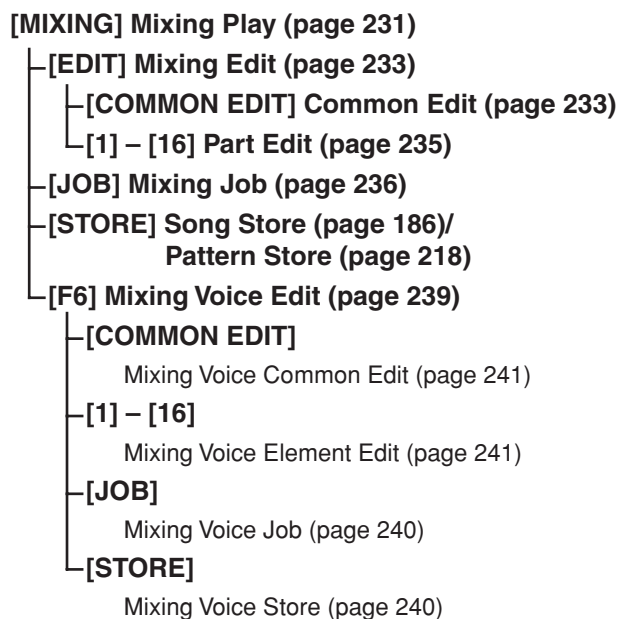 [MIXING] Mixing Play (page 231)
[EDIT] Mixing Edit (page 233)
[COMMON EDIT] Common Edit (page 233)
[1] – [16] Part Edit (page 235)
[JOB] Mixing Job (page 236)
[STORE] Song Store (page 186)/
Pattern Store (page 218)
[F6] Mixing Voice Edit (page 239)
[COMMON EDIT]
Mixing Voice Common Edit (page 241)
[1] – [16]
Mixing Voice Element Edit (page 241)
[JOB]
Mixing Voice Job (page 240)
[STORE]
Mixing Voice Store (page 240)